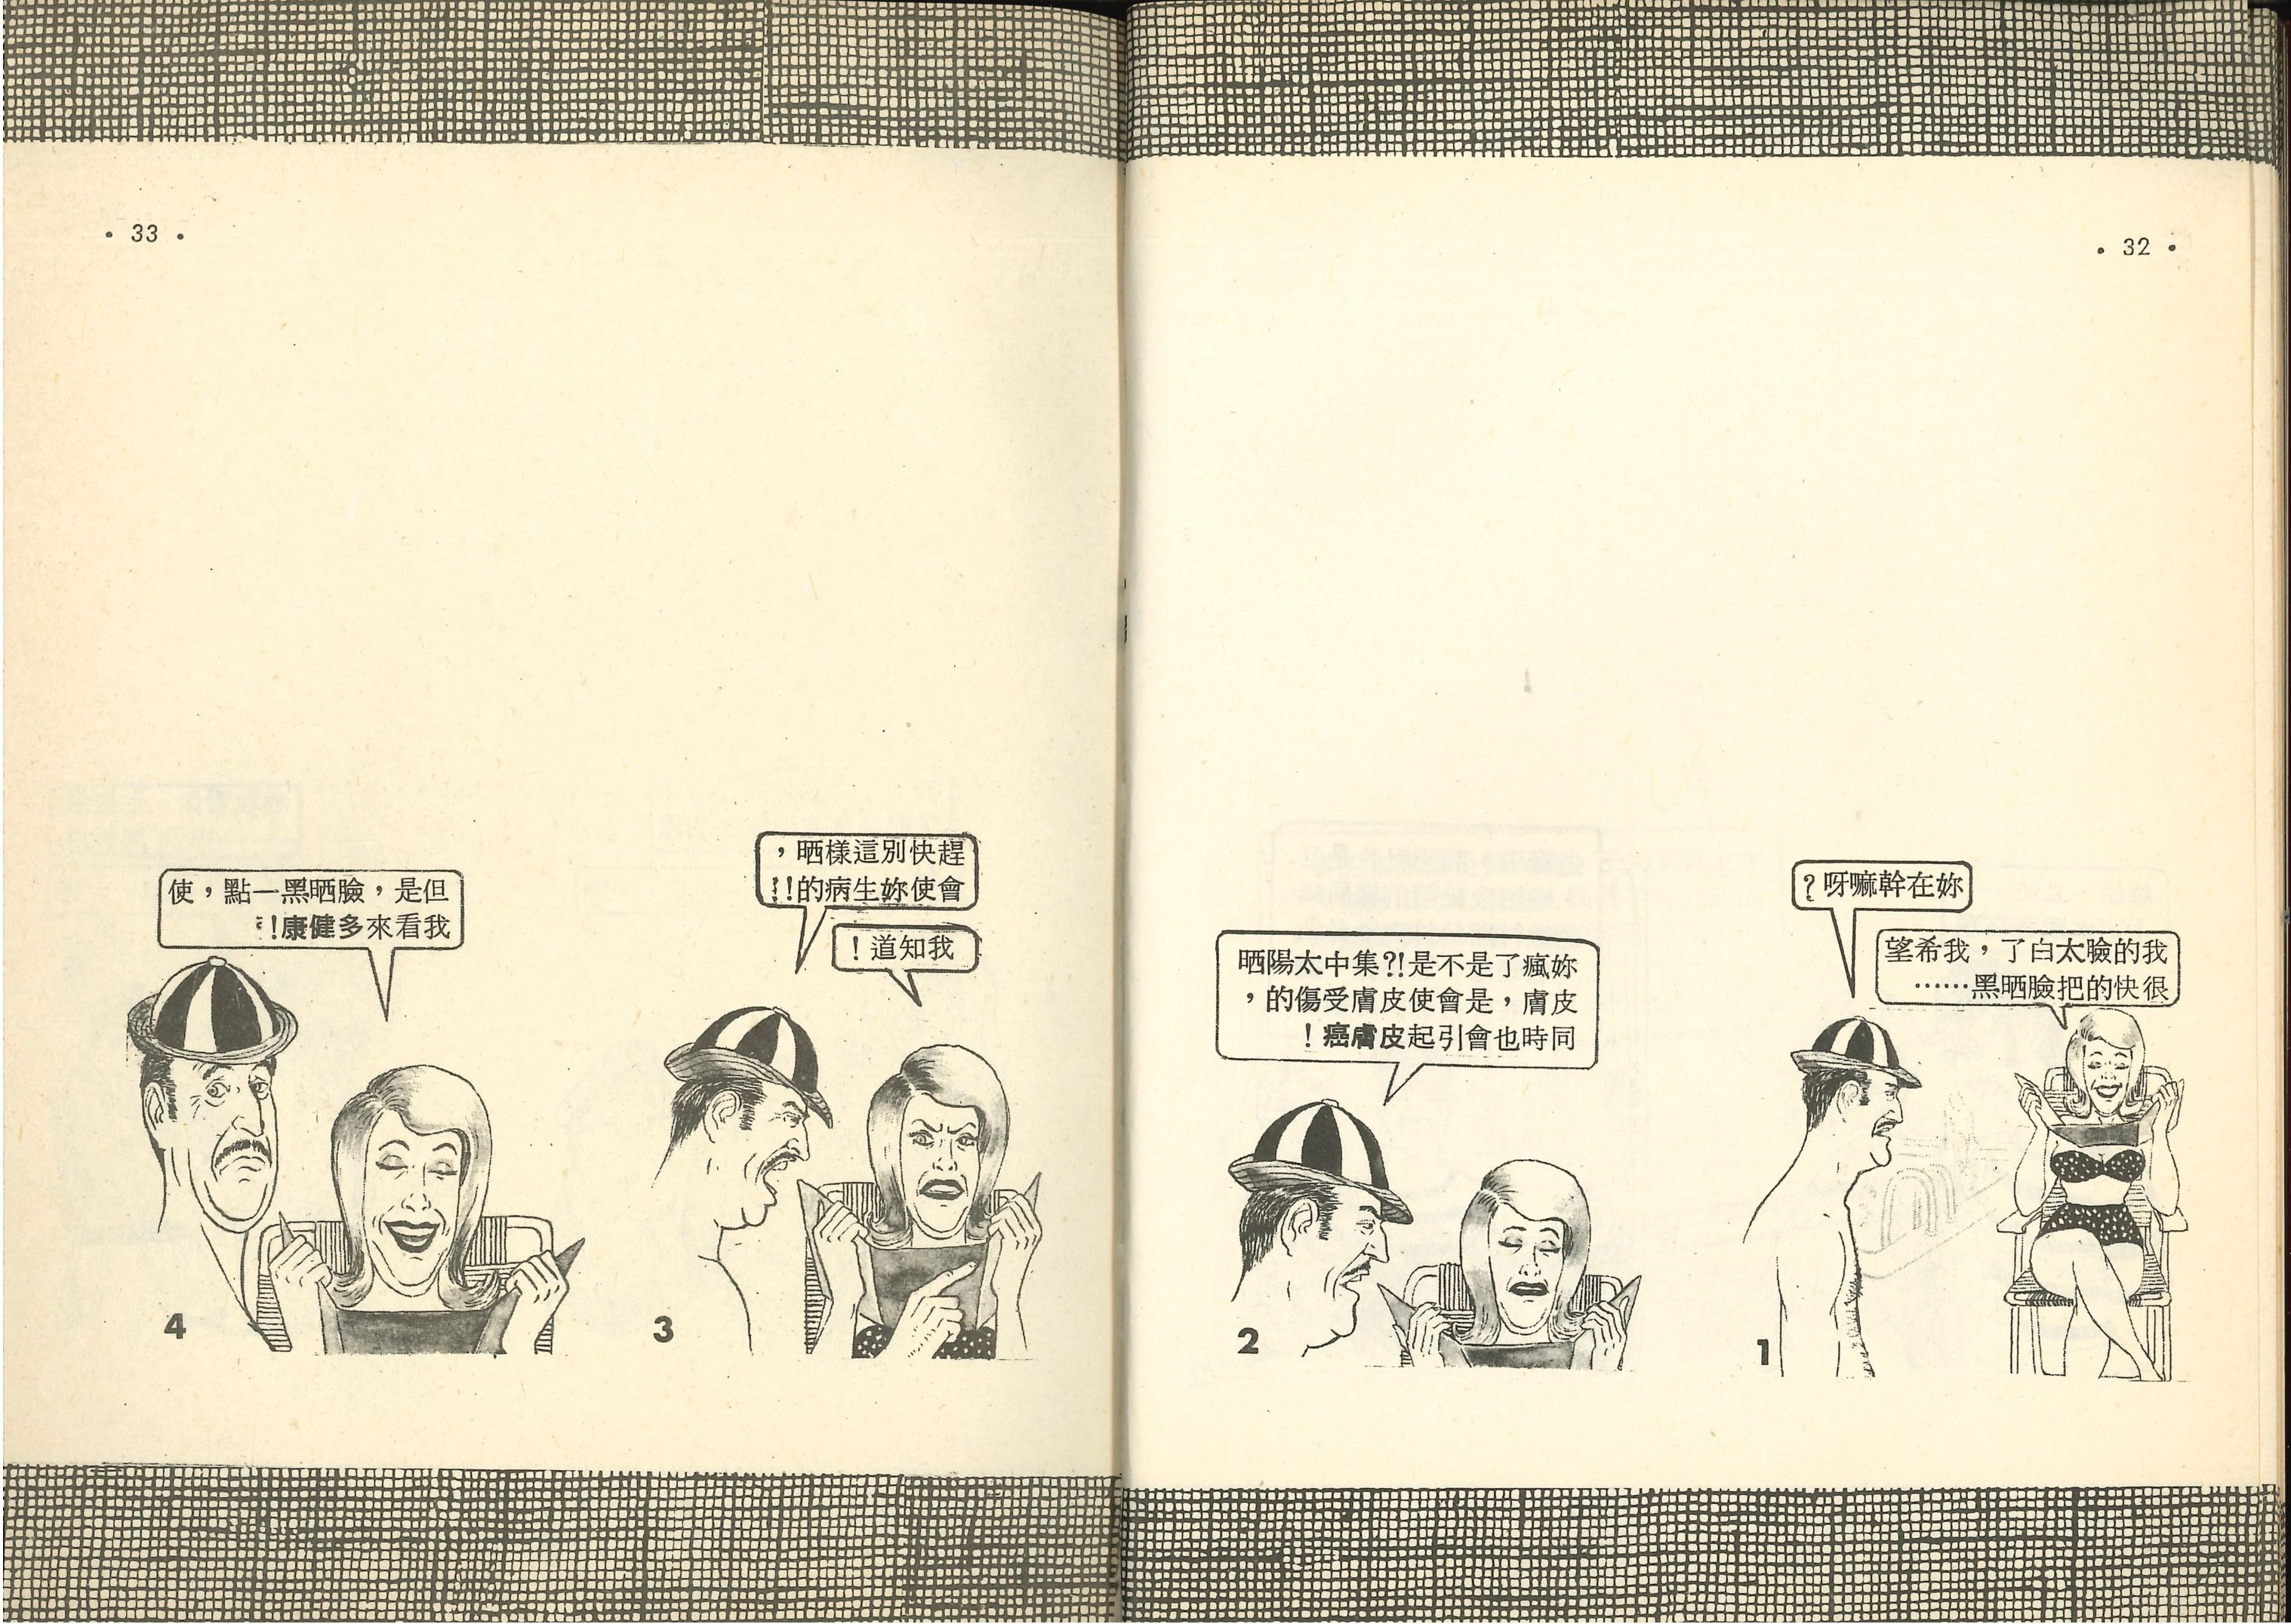 • 32 •
妳在幹嘛呀?
我的臉太白了,我希望
很快的把臉晒黑……
1
妳瘋了是不是!?集中太陽晒
皮膚,是會使皮膚受傷的,
同時也會引起皮膚癌!
2
• 33 •
趕快別這樣晒,
會使妳生病的!!
我知道!
3
但是,臉晒黑一點,使
我看來多健康!!
4